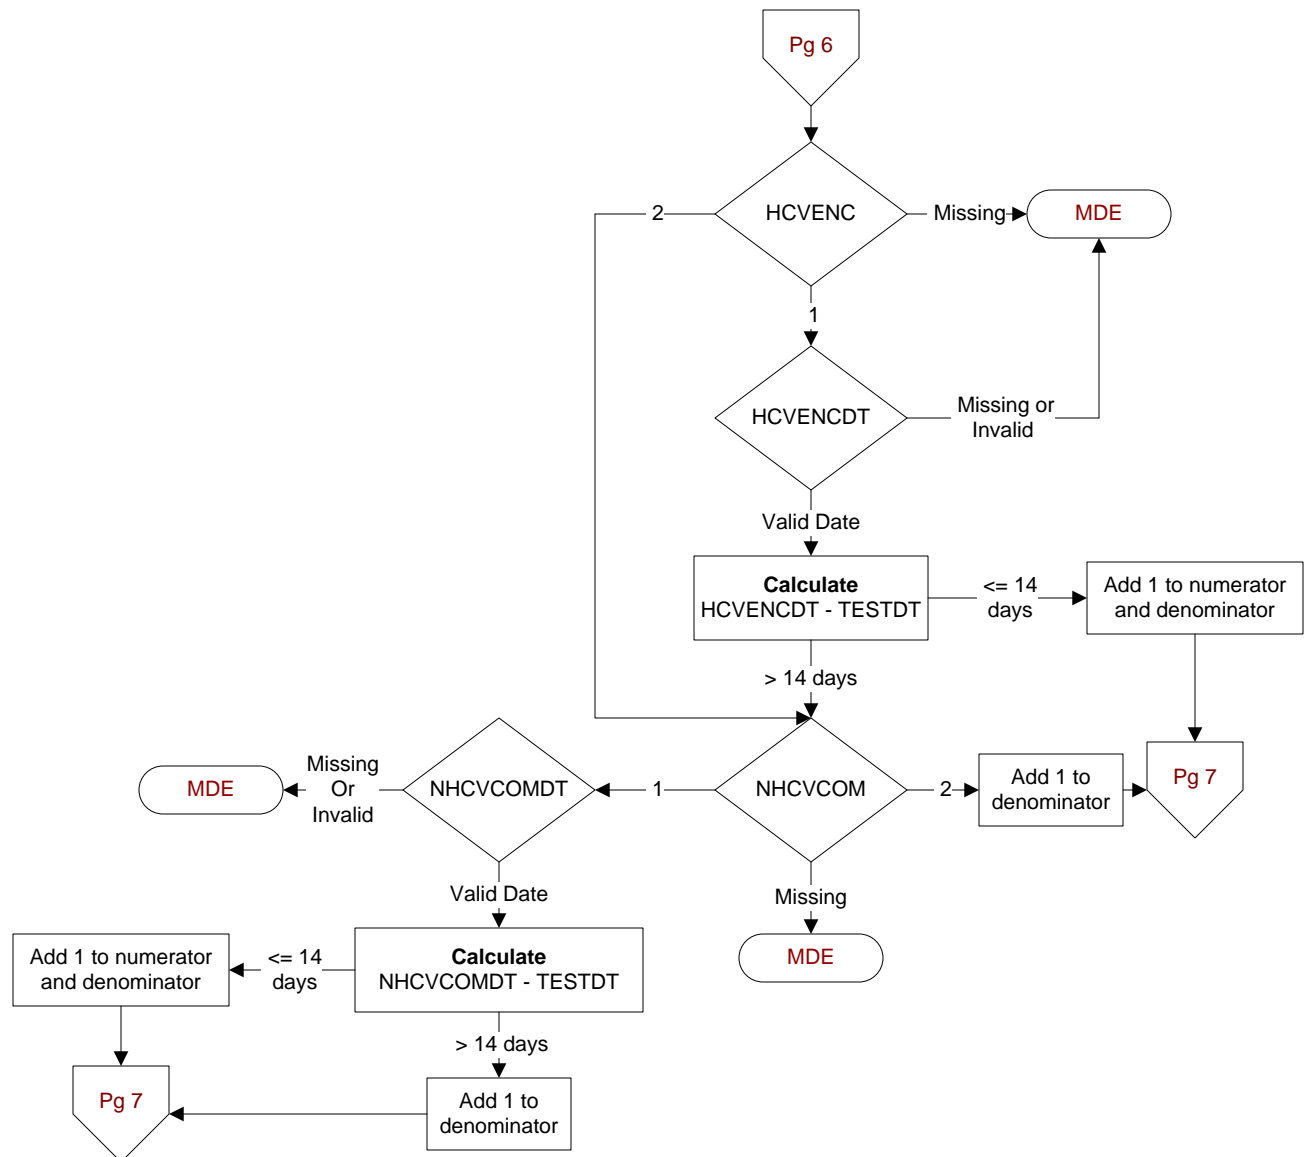 Pg 6
HCVENC
2
Missing
MDE
1
HCVENCDT
Missing or
Invalid
Valid Date
Calculate
HCVENCDT - TESTDT
<= 14
days
Add 1 to numerator
and denominator
> 14 days
NHCVCOM
1
2
Add 1 to
denominator
Pg 7
Missing
MDE
NHCVCOMDT
Missing
Or
Invalid
MDE
Valid Date
Calculate
NHCVCOMDT - TESTDT
<= 14
days
Add 1 to numerator
and denominator
> 14 days
Add 1 to
denominator
Pg 7